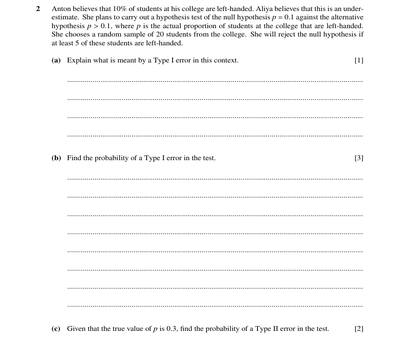 2 Anton believes that 10% of students at his college are left-handed. Aliya believes that this is an under-
estimate. She plans to carry out a hypothesis test of the null hypothesis p = 0.1 against the alternative
hypothesis p > 0.1, where p is the actual proportion of students at the college that are left-handed.
She chooses a random sample of 20 students from the college. She will reject the null hypothesis if
at least 5 of these students are left-handed.
(a) Explain what is meant by a Type I error in this context. [1]
(b) Find the probability of a Type I error in the test. [3]
(c) Given that the true value of p is 0.3, find the probability of a Type II error in the test. [2]